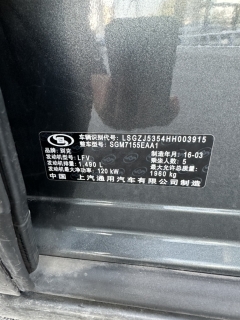 车辆识别代号: LSGZJ5354HH003915
整车型号: SGM7155EAA1
品牌: 别克 制造年月 16-03
发动机型号: LFV 乘坐人数 5
发动机排量: 1,490 L 最大允许总质量
发动机最大净功率: 120 kW 1960 kg
中国 上汽通用汽车有限公司制造